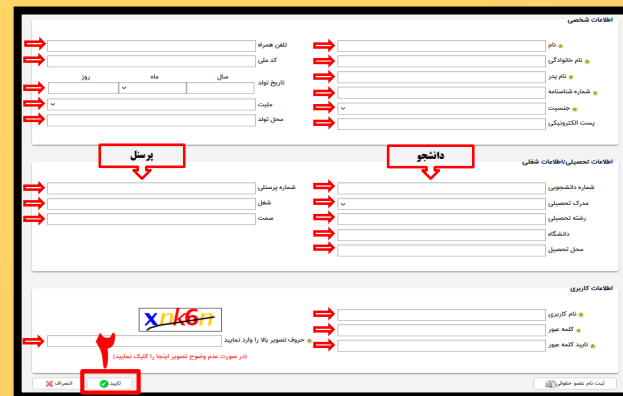 اطلاعات شخصی
نام
تلفن همراه
نام خانوادگی
کد ملی
نام پدر
سال
ماه
روز
تاریخ تولد
شماره شناسنامه
جنسیت
ملیت
پست الکترونیکی
محل تولد
دانشجو
پرسنل
اطلاعات تحصیلی/اطلاعات شغلی
شماره دانشجویی
شماره پرسنلی
مدرک تحصیلی
شغل
رشته تحصیلی
سمت
دانشگاه
محل تحصیل
اطلاعات کاربری
نام کاربری
xnk6n
کلمه عبور
تایید کلمه عبور
حروف تصویر بالا را وارد نمایید
(در صورت عدم وضوح تصویر اینجا را کلیک نمایید)
۲
ثبت نام عضو حقوقی
تایید
انصراف